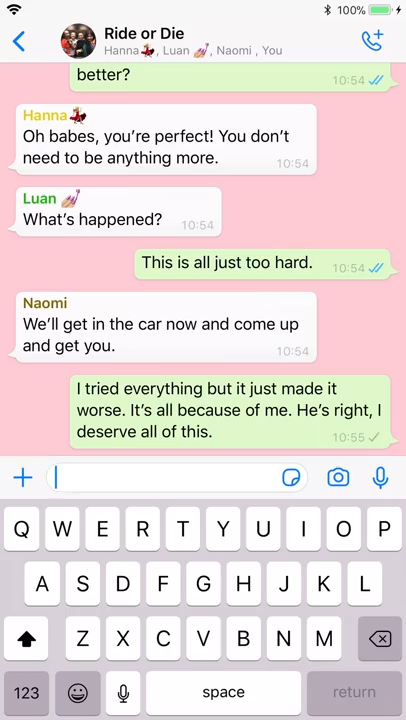 100%
Ride or Die
Hanna💃, Luan 💅🏼, Naomi , You
better?
10:54
Hanna💃
Oh babes, you’re perfect! You don’t
need to be anything more.
10:54
Luan 💅🏼
What’s happened?
10:54
This is all just too hard.
10:54
Naomi
We’ll get in the car now and come up
and get you.
10:54
I tried everything but it just made it
worse. It’s all because of me. He’s right, I
deserve all of this.
10:55
Q W E R T Y U I O P
A S D F G H J K L
Z X C V B N M
123 space return